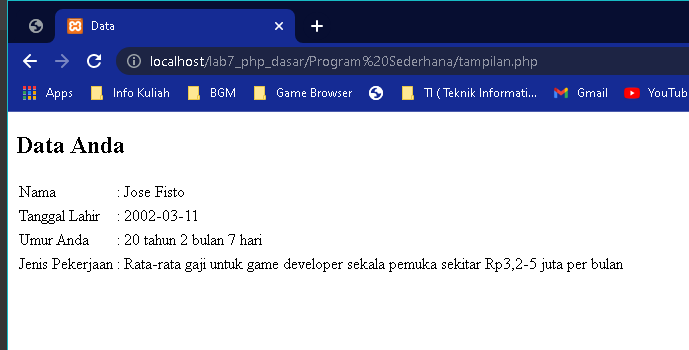 Data
localhost/lab7_php_dasar/Program%20Sederhana/tampilan.php
Apps Info Kuliah BGM Game Browser TI ( Teknik Informati... Gmail YouTub
Data Anda
Nama : Jose Fisto
Tanggal Lahir : 2002-03-11
Umur Anda : 20 tahun 2 bulan 7 hari
Jenis Pekerjaan : Rata-rata gaji untuk game developer sekala pemuka sekitar Rp3,2-5 juta per bulan